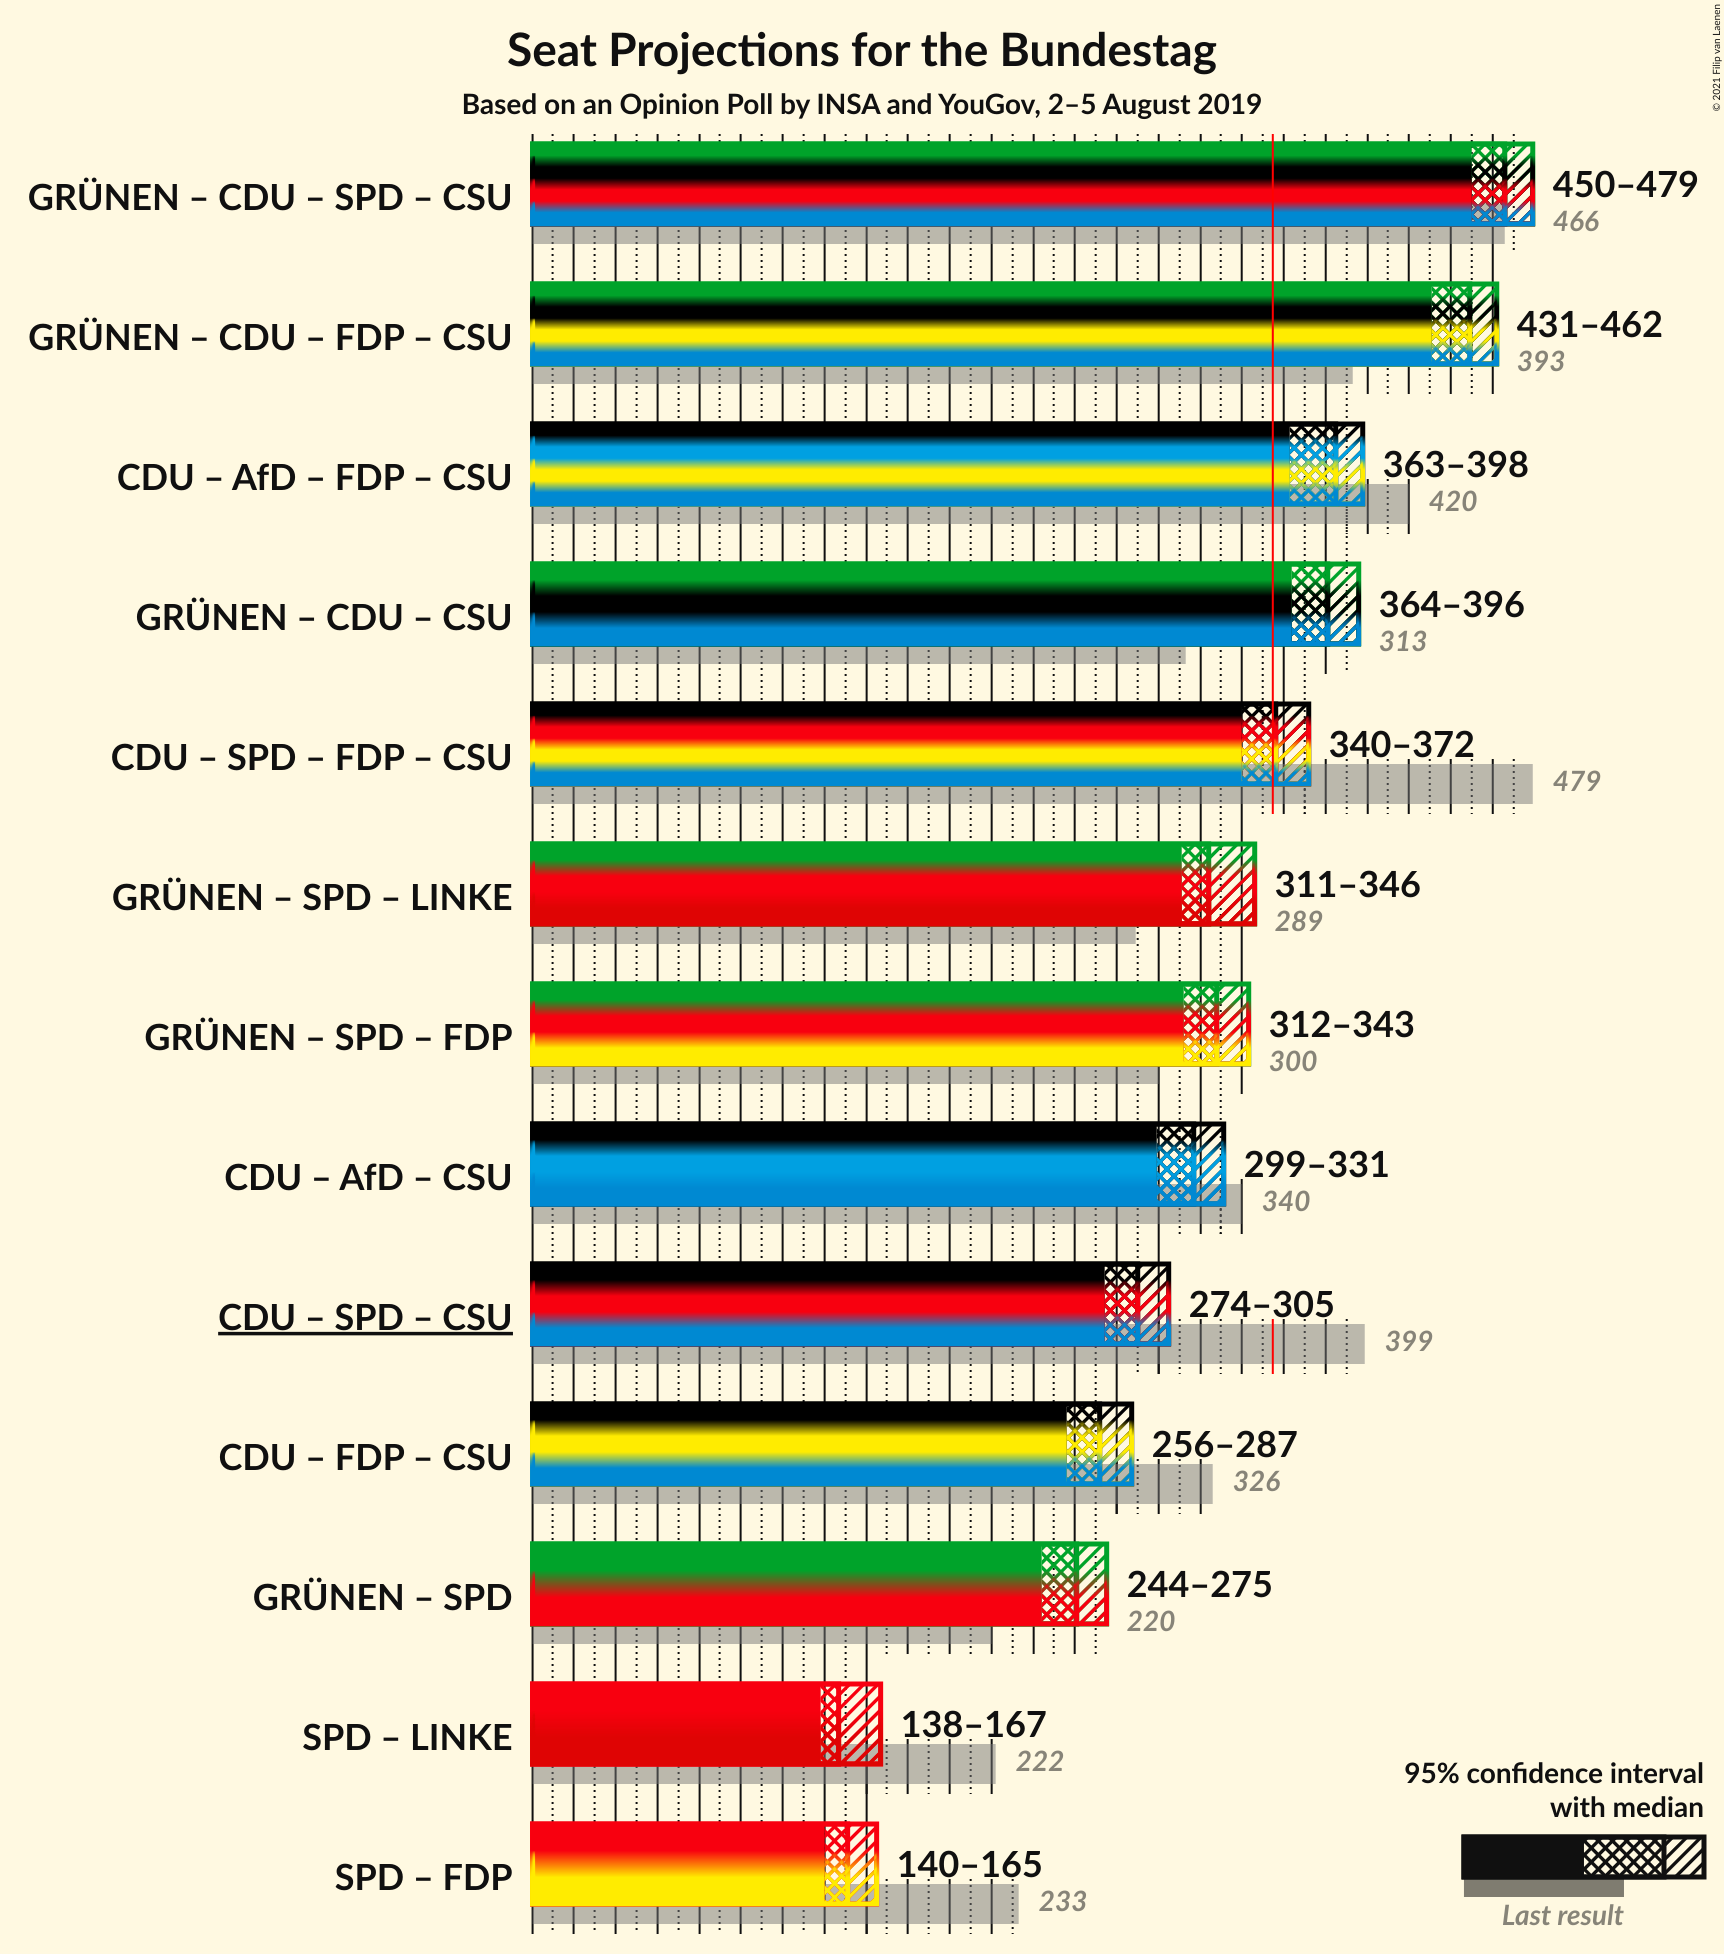 Seat Projections for the Bundestag
Based on an Opinion Poll by INSA and YouGov, 2–5 August 2019
© 2021 Filip van Laenen
GRÜNEN – CDU – SPD – CSU
450–479
466
GRÜNEN – CDU – FDP – CSU
431–462
393
CDU – AfD – FDP – CSU
363–398
420
GRÜNEN – CDU – CSU
364–396
313
CDU – SPD – FDP – CSU
340–372
479
GRÜNEN – SPD – LINKE
311–346
289
GRÜNEN – SPD – FDP
312–343
300
CDU – AfD – CSU
299–331
340
CDU – SPD – CSU
274–305
399
CDU – FDP – CSU
256–287
326
GRÜNEN – SPD
244–275
220
SPD – LINKE
138–167
222
SPD – FDP
140–165
233
95% confidence interval
with median
Last result